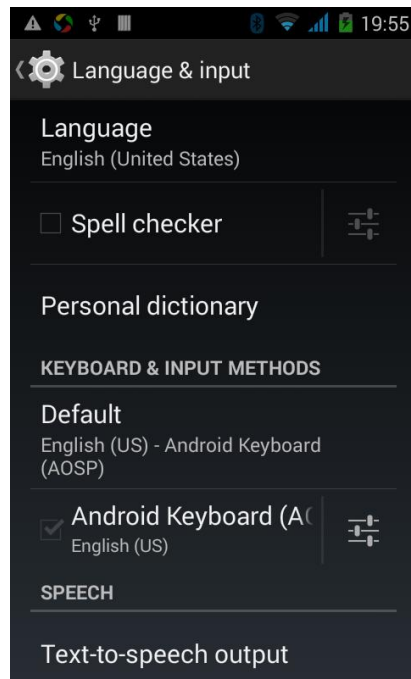 19:55
Language & input
Language
English (United States)
Spell checker
Personal dictionary
KEYBOARD & INPUT METHODS
Default
English (US) - Android Keyboard
(AOSP)
Android Keyboard (A
English (US)
SPEECH
Text-to-speech output